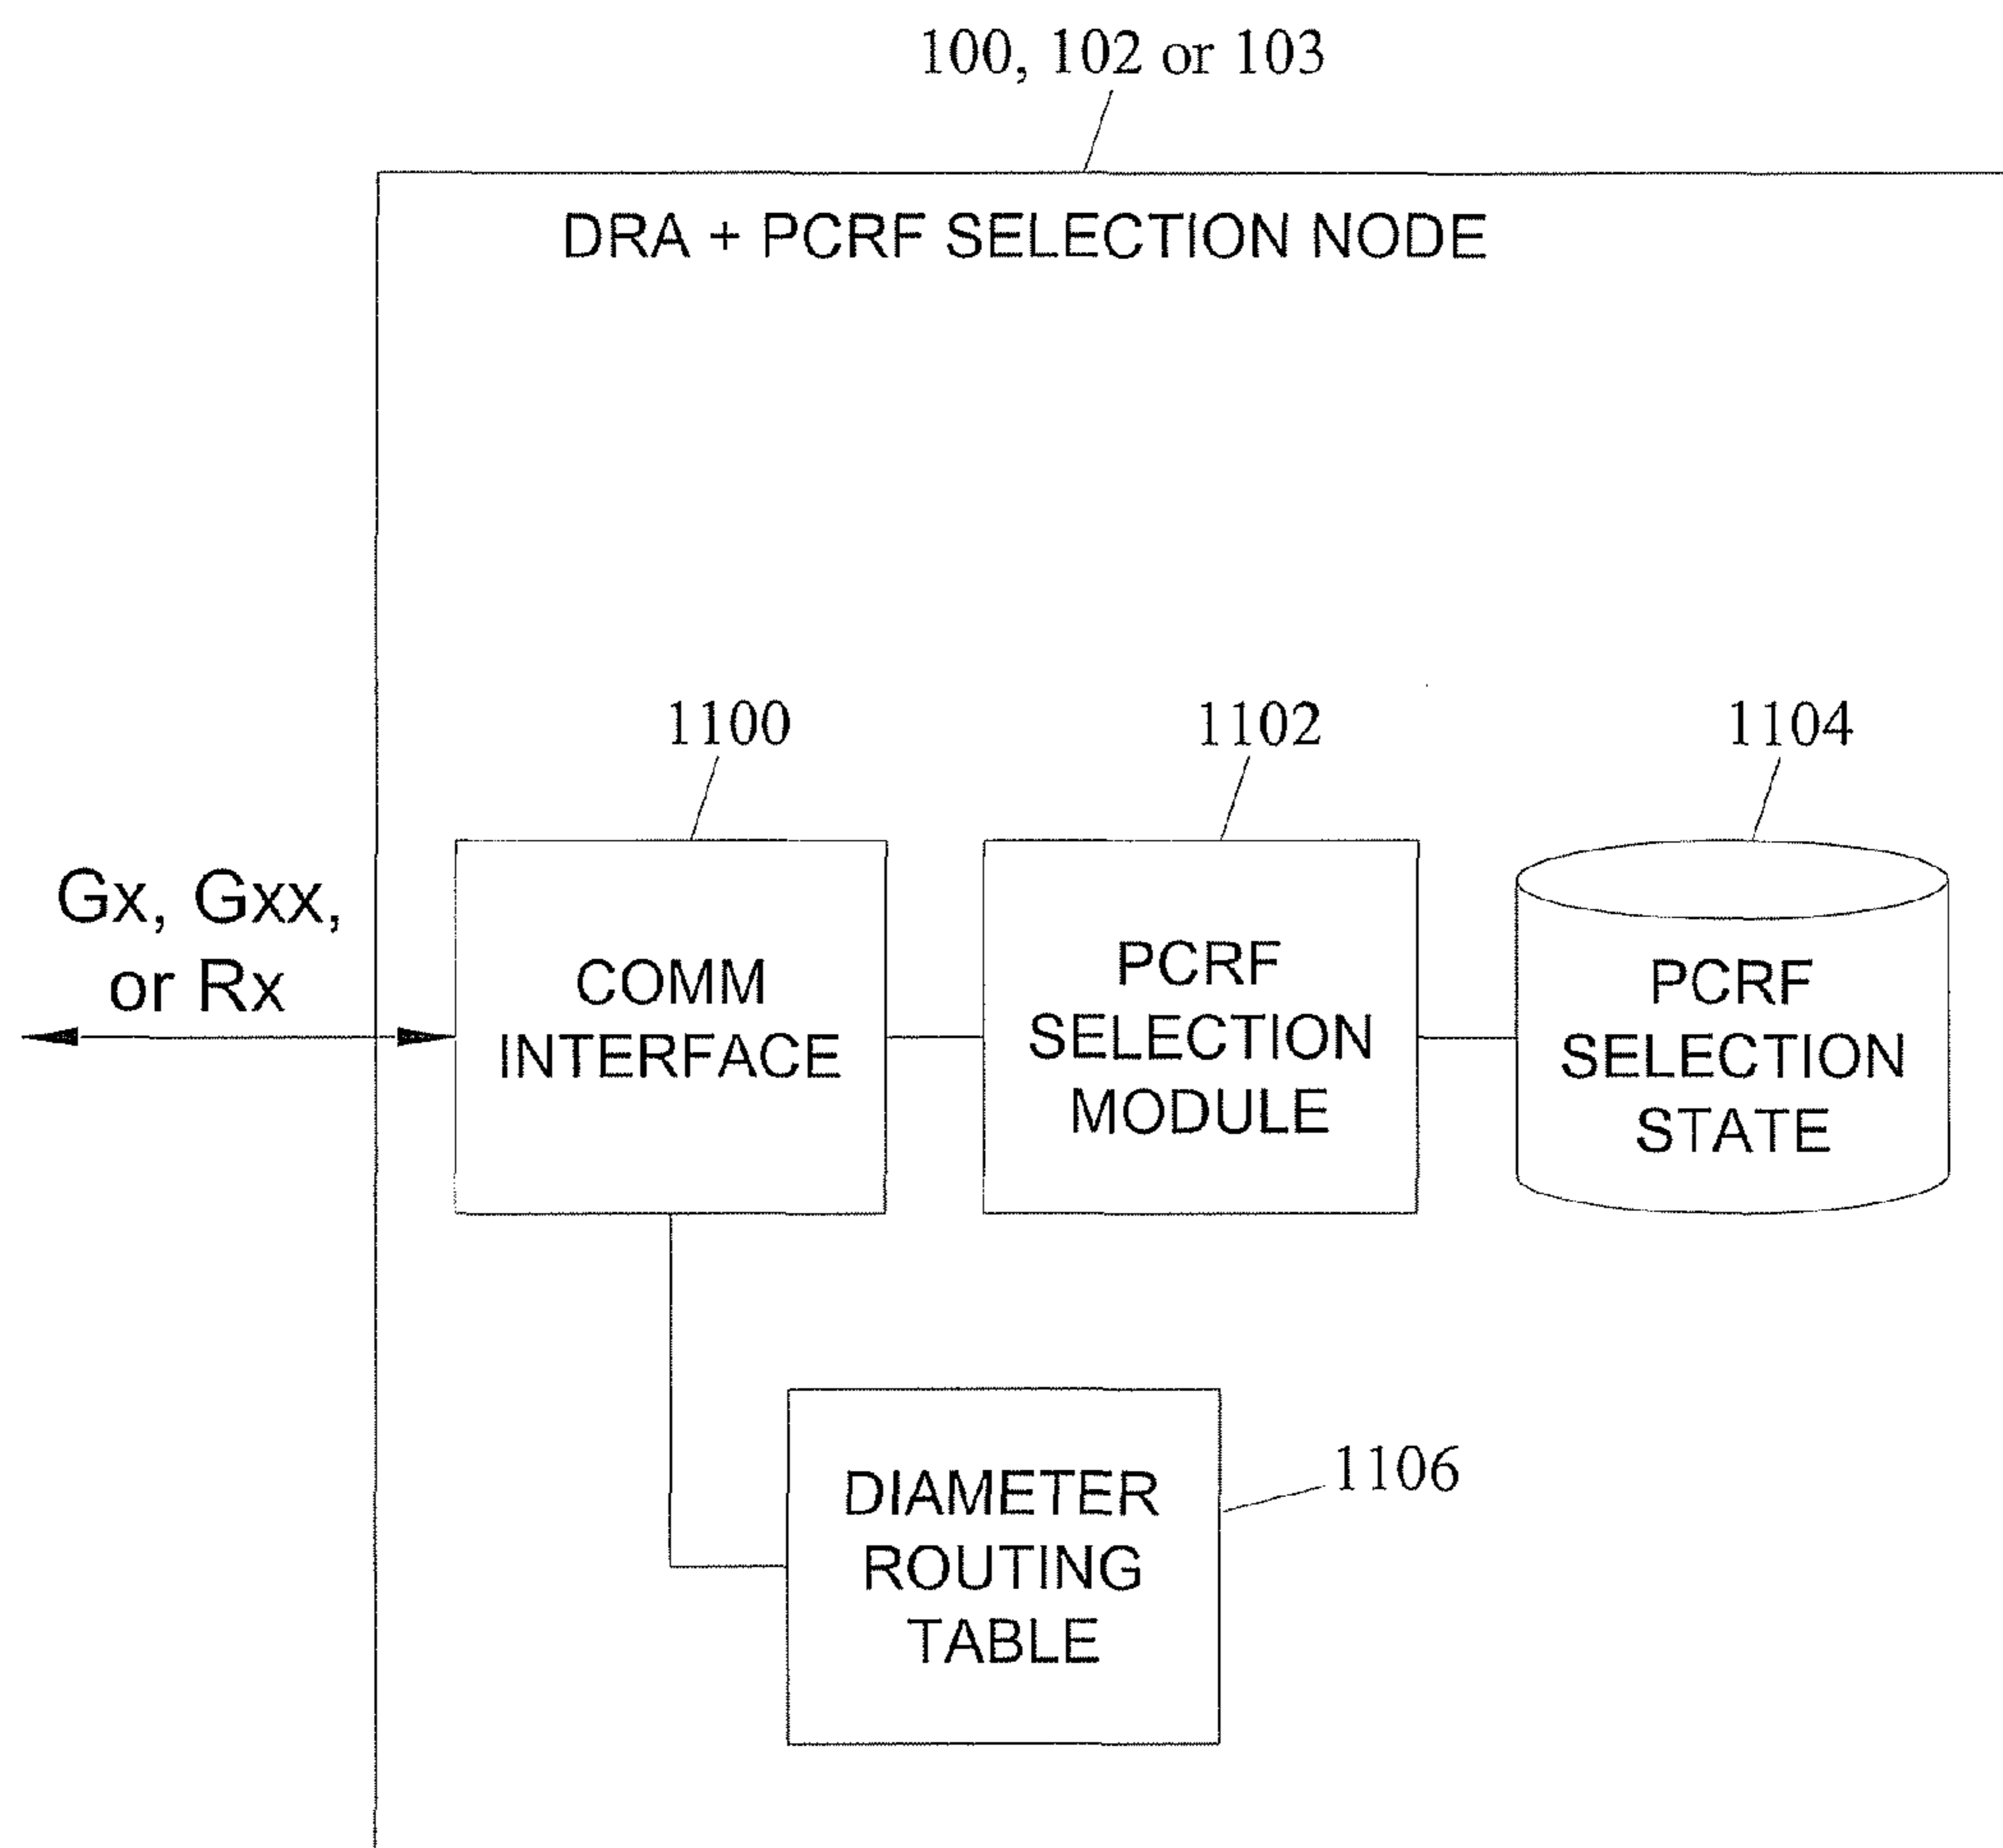 100, 102 or 103
DRA + PCRF SELECTION NODE
1100
1102
1104
Gx, Gxx,
or Rx
COMM
INTERFACE
PCRF
SELECTION
MODULE
PCRF
SELECTION
STATE
DIAMETER
ROUTING
TABLE
1106